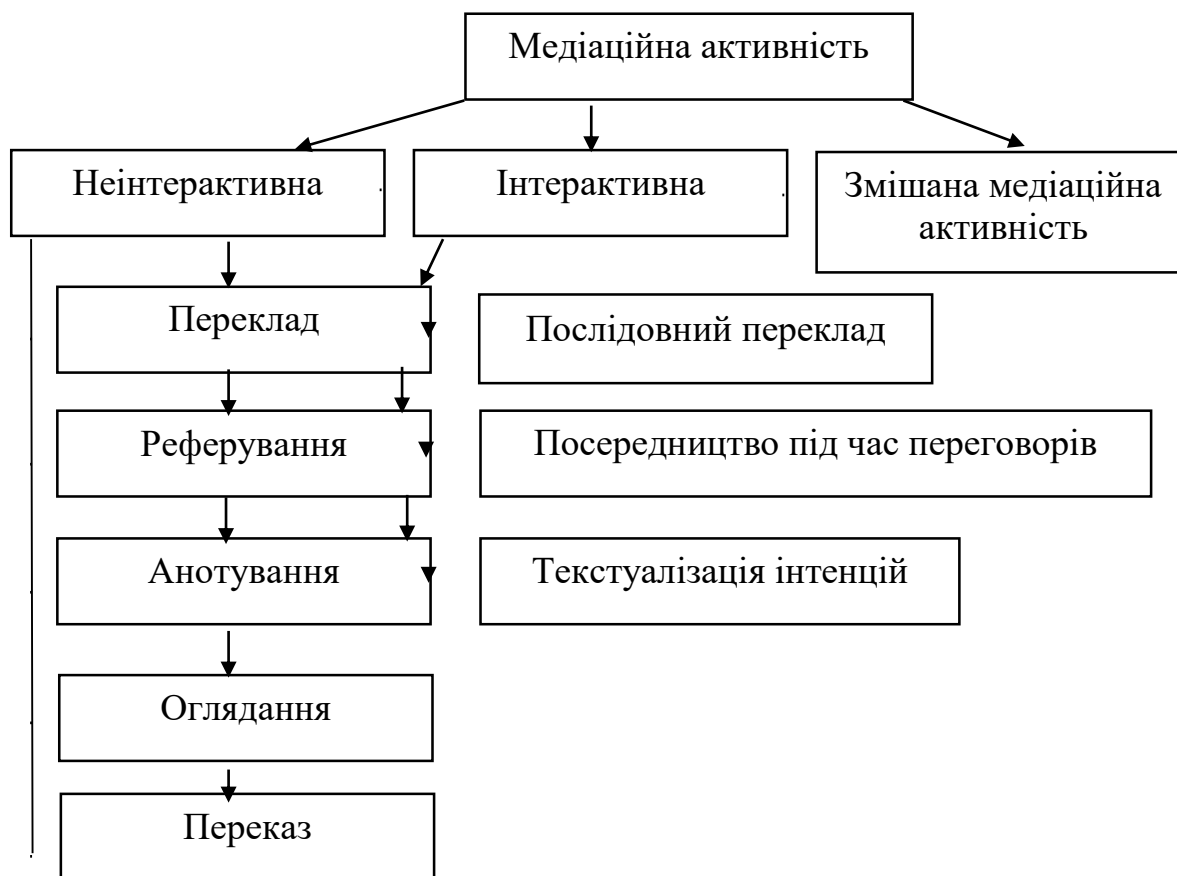 Медіаційна активність
Неінтерактивна
Інтерактивна
Змішана медіаційна
активність
Переклад
Послідовний переклад
Реферування
Посередництво під час переговорів
Анотування
Текстуалізація інтенцій
Оглядання
Переказ